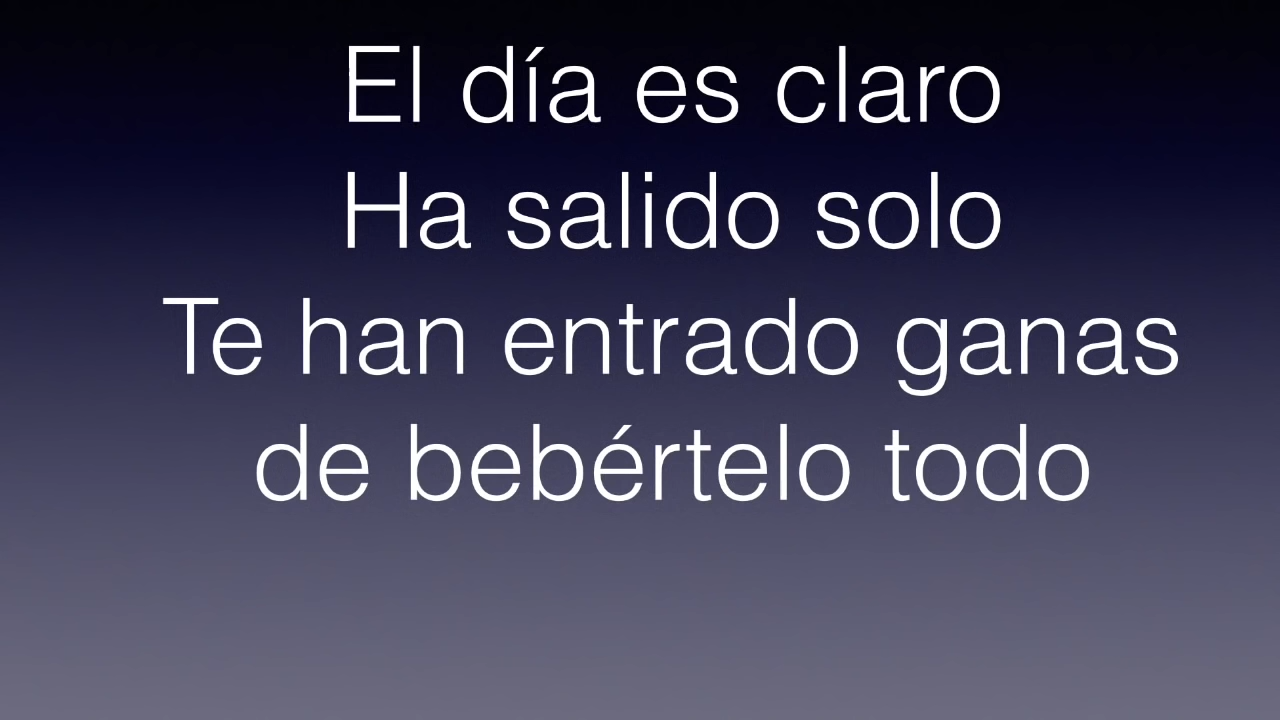 El día es claro
Ha salido solo
Te han entrado ganas
de bebértelo todo